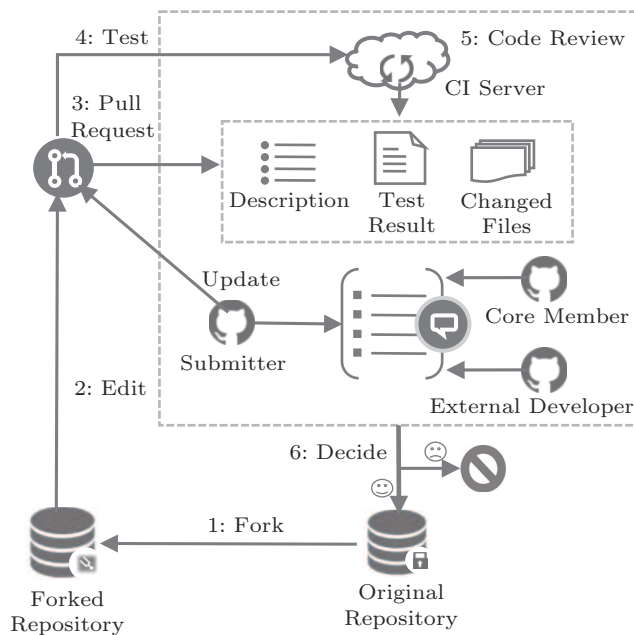 4: Test
5: Code Review
CI Server
3: Pull
Request
Description
Test
Result
Changed
Files
Update
Submitter
Core Member
External Developer
2: Edit
6: Decide
1: Fork
Forked
Repository
Original
Repository